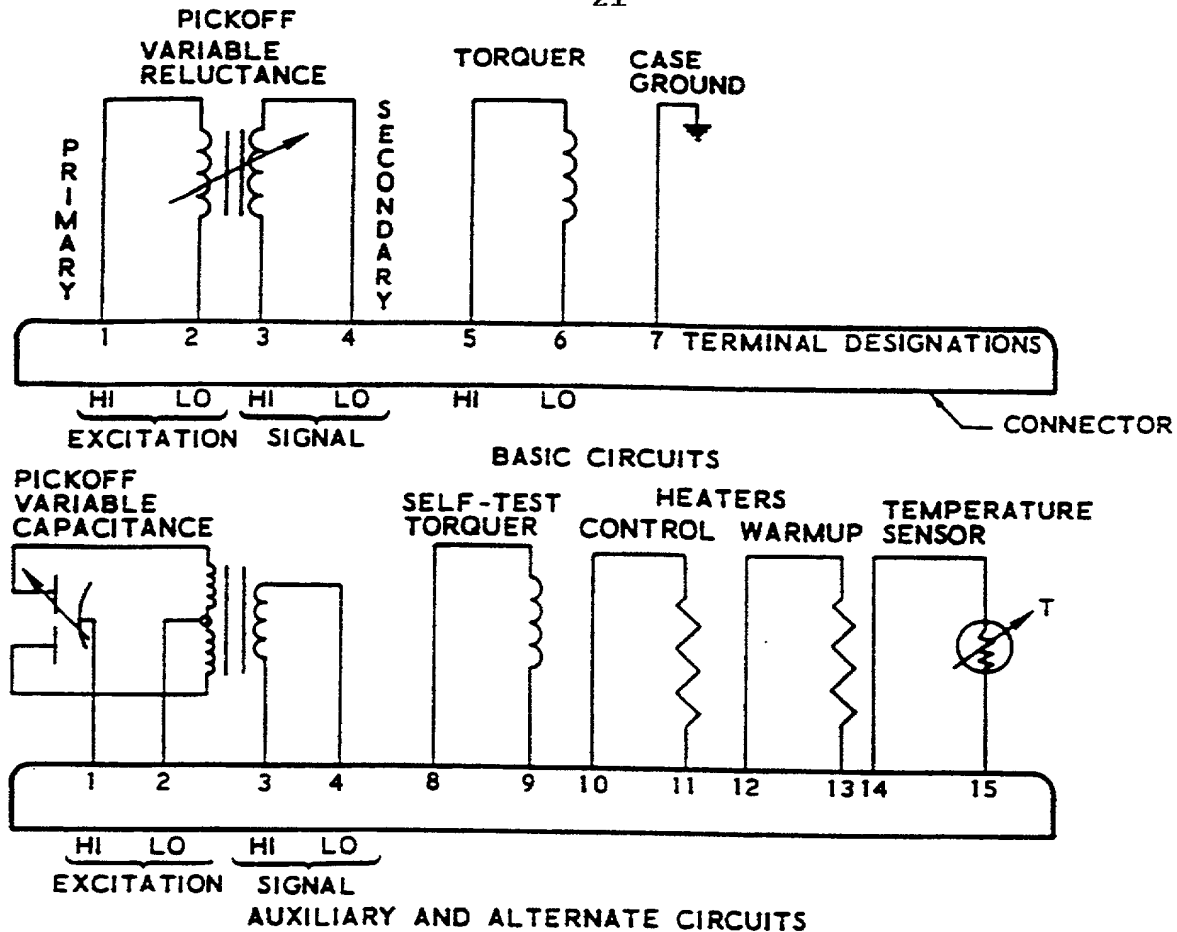 21
PICKOFF
VARIABLE
RELUCTANCE
TORQUER
CASE
GROUND
PRIMARY
SECONDARY
1 2 3 4 5 6 7 TERMINAL DESIGNATIONS
HI LO HI LO HI LO
EXCITATION SIGNAL
CONNECTOR
BASIC CIRCUITS
PICKOFF
VARIABLE
CAPACITANCE
SELF-TEST
TORQUER
HEATERS
CONTROL WARMUP
TEMPERATURE
SENSOR
T
1 2 3 4 8 9 10 11 12 13 14 15
HI LO HI LO
EXCITATION SIGNAL
AUXILIARY AND ALTERNATE CIRCUITS